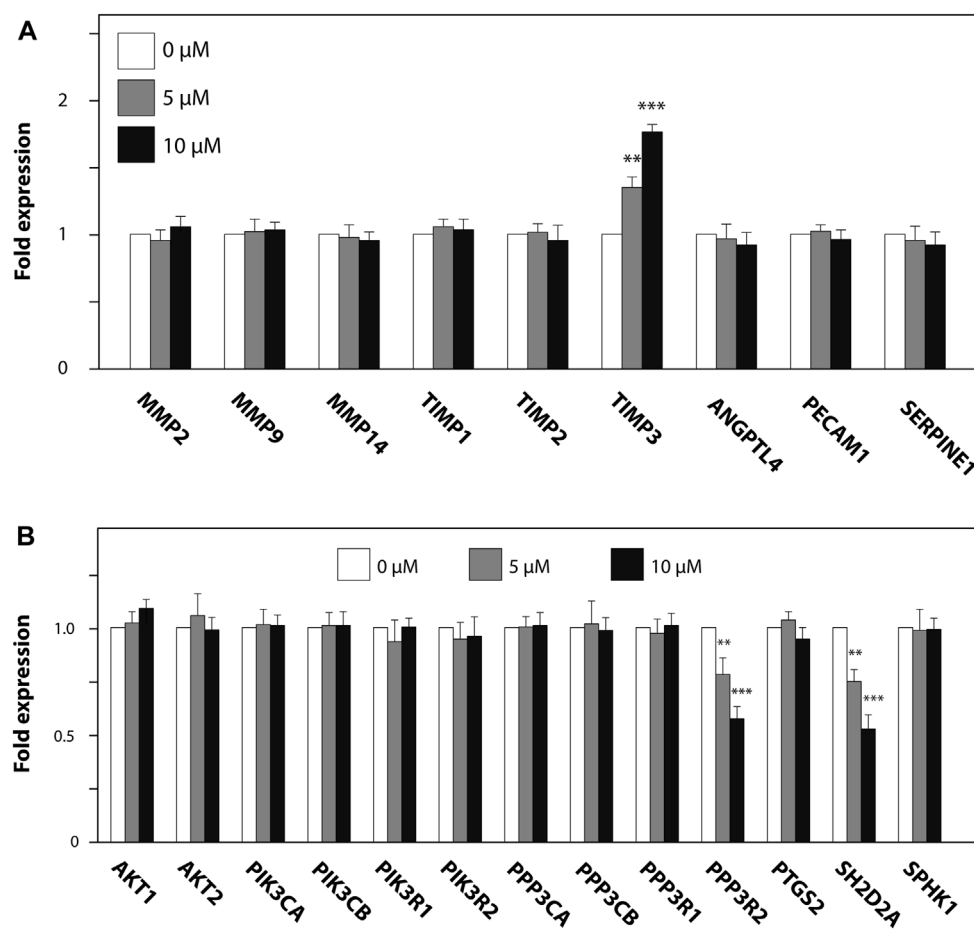 A
0 µM
5 µM
10 µM
Fold expression
2
1
0
**
***
MMP2
MMP9
MMP14
TIMP1
TIMP2
TIMP3
ANGPTL4
PECAM1
SERPINE1
B
0 µM 5 µM 10 µM
Fold expression
1.0
0.5
0
**
***
**
***
AKT1
AKT2
PIK3CA
PIK3CB
PIK3R1
PIK3R2
PPP3CA
PPP3CB
PPP3R1
PPP3R2
PTGS2
SH2D2A
SPHK1